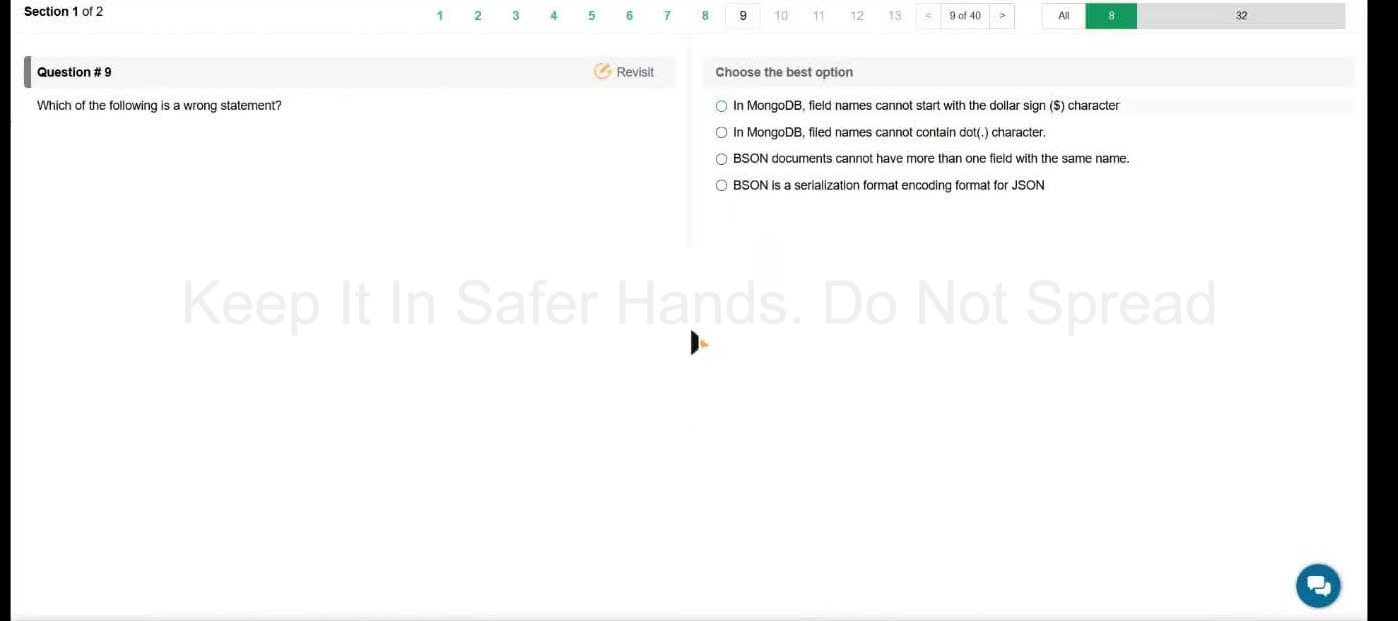 Section 1 of 2
1 2 3 4 5 6 7 8 9 10 11 12 13 < 9 of 40 > All 8 32
Question # 9
Revisit
Which of the following is a wrong statement?
Choose the best option
In MongoDB, field names cannot start with the dollar sign ($) character
In MongoDB, filed names cannot contain dot(.) character.
BSON documents cannot have more than one field with the same name.
BSON is a serialization format encoding format for JSON
Keep It In Safer Hands. Do Not Spread